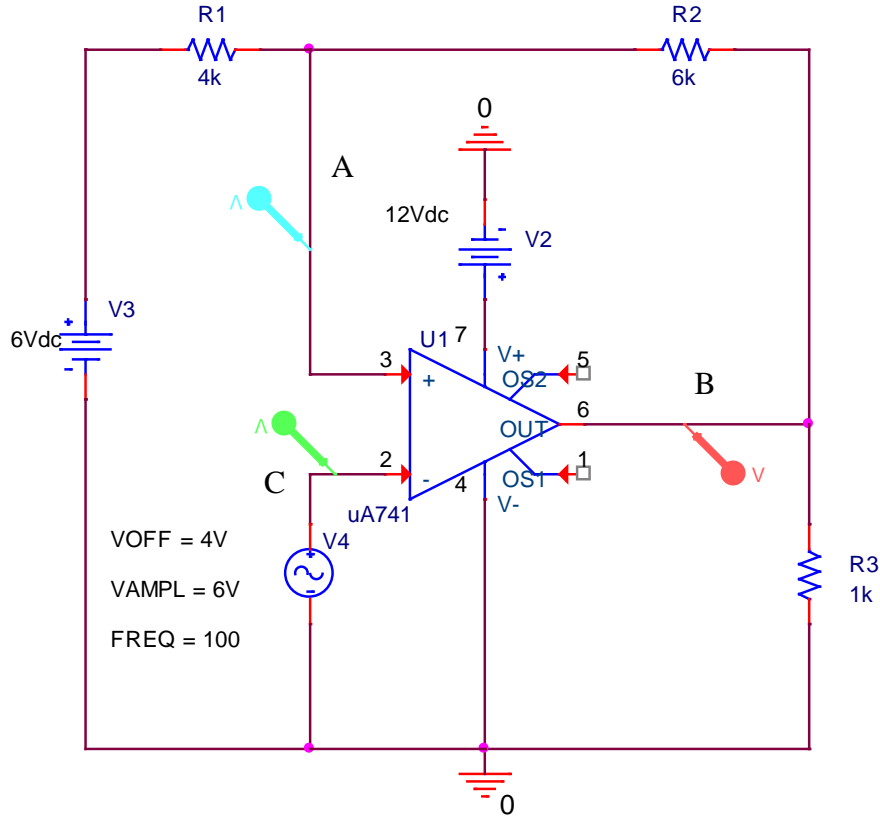 R1
R2
4k
6k
0
A
V
12Vdc
V2
-
+
V3
+
6Vdc
-
U1
7
V+
5
3
+
OS2
B
6
OUT
V
C
V
2
-
4
OS1
1
V-
uA741
V4
VOFF = 4V
+
-
R3
VAMPL = 6V
1k
FREQ = 100
0